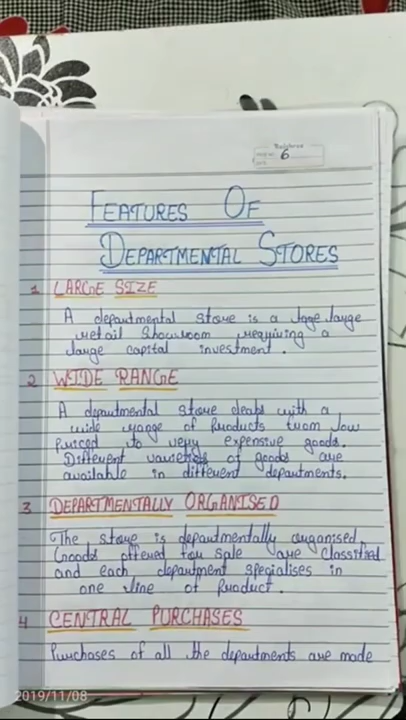 6
FEATURES OF
DEPARTMENTAL STORES
1 LARGE SIZE
A departmental store is a large large
retail showroom requiring a
large capital investment.
2 WIDE RANGE
A departmental store deals with a
wide range of Products from low
priced to very expensive goods.
Different varieties of goods are
available in different departments.
3 DEPARTMENTALLY ORGANISED
The store is departmentally organised
Goods offered for sale are classified
and each department specialises in
one line of Product.
4 CENTRAL PURCHASES
Purchases of all the departments are made
2019/11/08